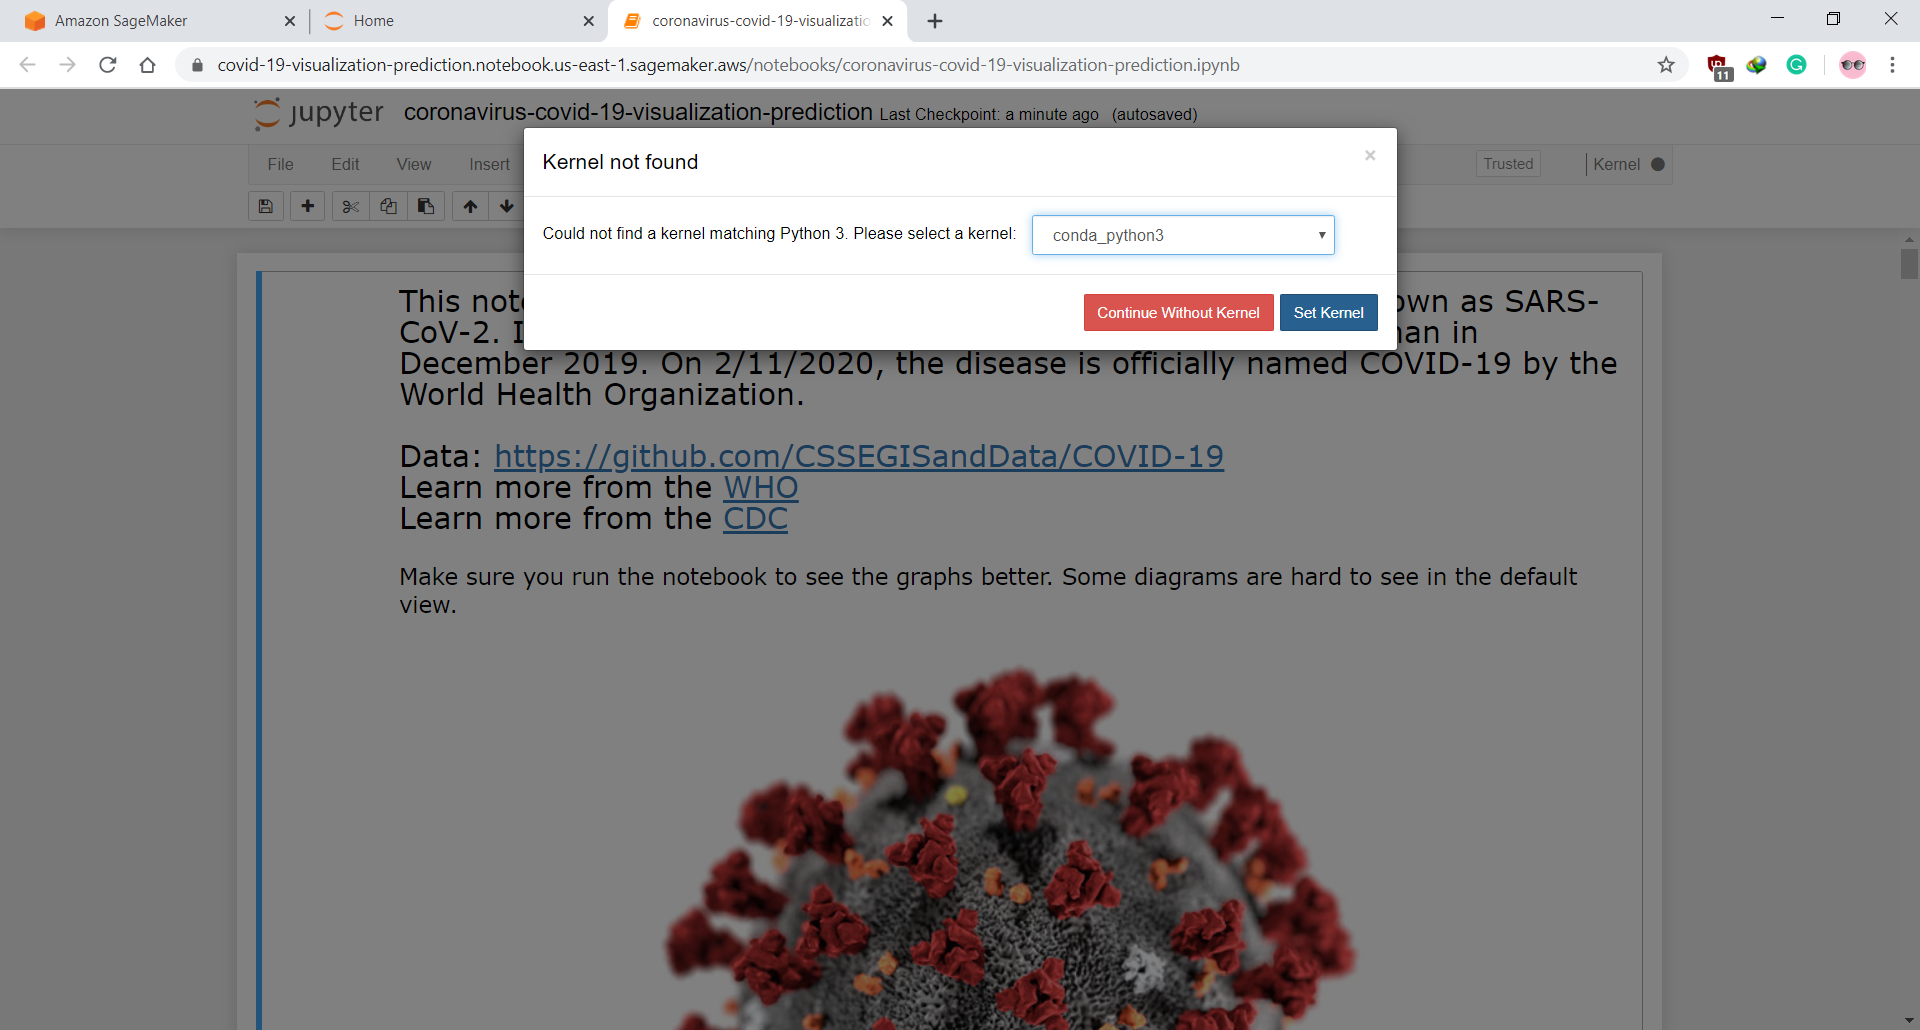 Amazon SageMaker
Home
coronavirus-covid-19-visualizatio
covid-19-visualization-prediction.notebook.us-east-1.sagemaker.aws/notebooks/coronavirus-covid-19-visualization-prediction.ipynb
11
jupyter coronavirus-covid-19-visualization-prediction Last Checkpoint: a minute ago (autosaved)
File Edit View Insert
Trusted
Kernel
Kernel not found
×
Could not find a kernel matching Python 3. Please select a kernel: conda_python3
Continue Without Kernel Set Kernel
This note own as SARS-
CoV-2. I an in
December 2019. On 2/11/2020, the disease is officially named COVID-19 by the
World Health Organization.
Data: https://github.com/CSSEGISandData/COVID-19
Learn more from the WHO
Learn more from the CDC
Make sure you run the notebook to see the graphs better. Some diagrams are hard to see in the default
view.